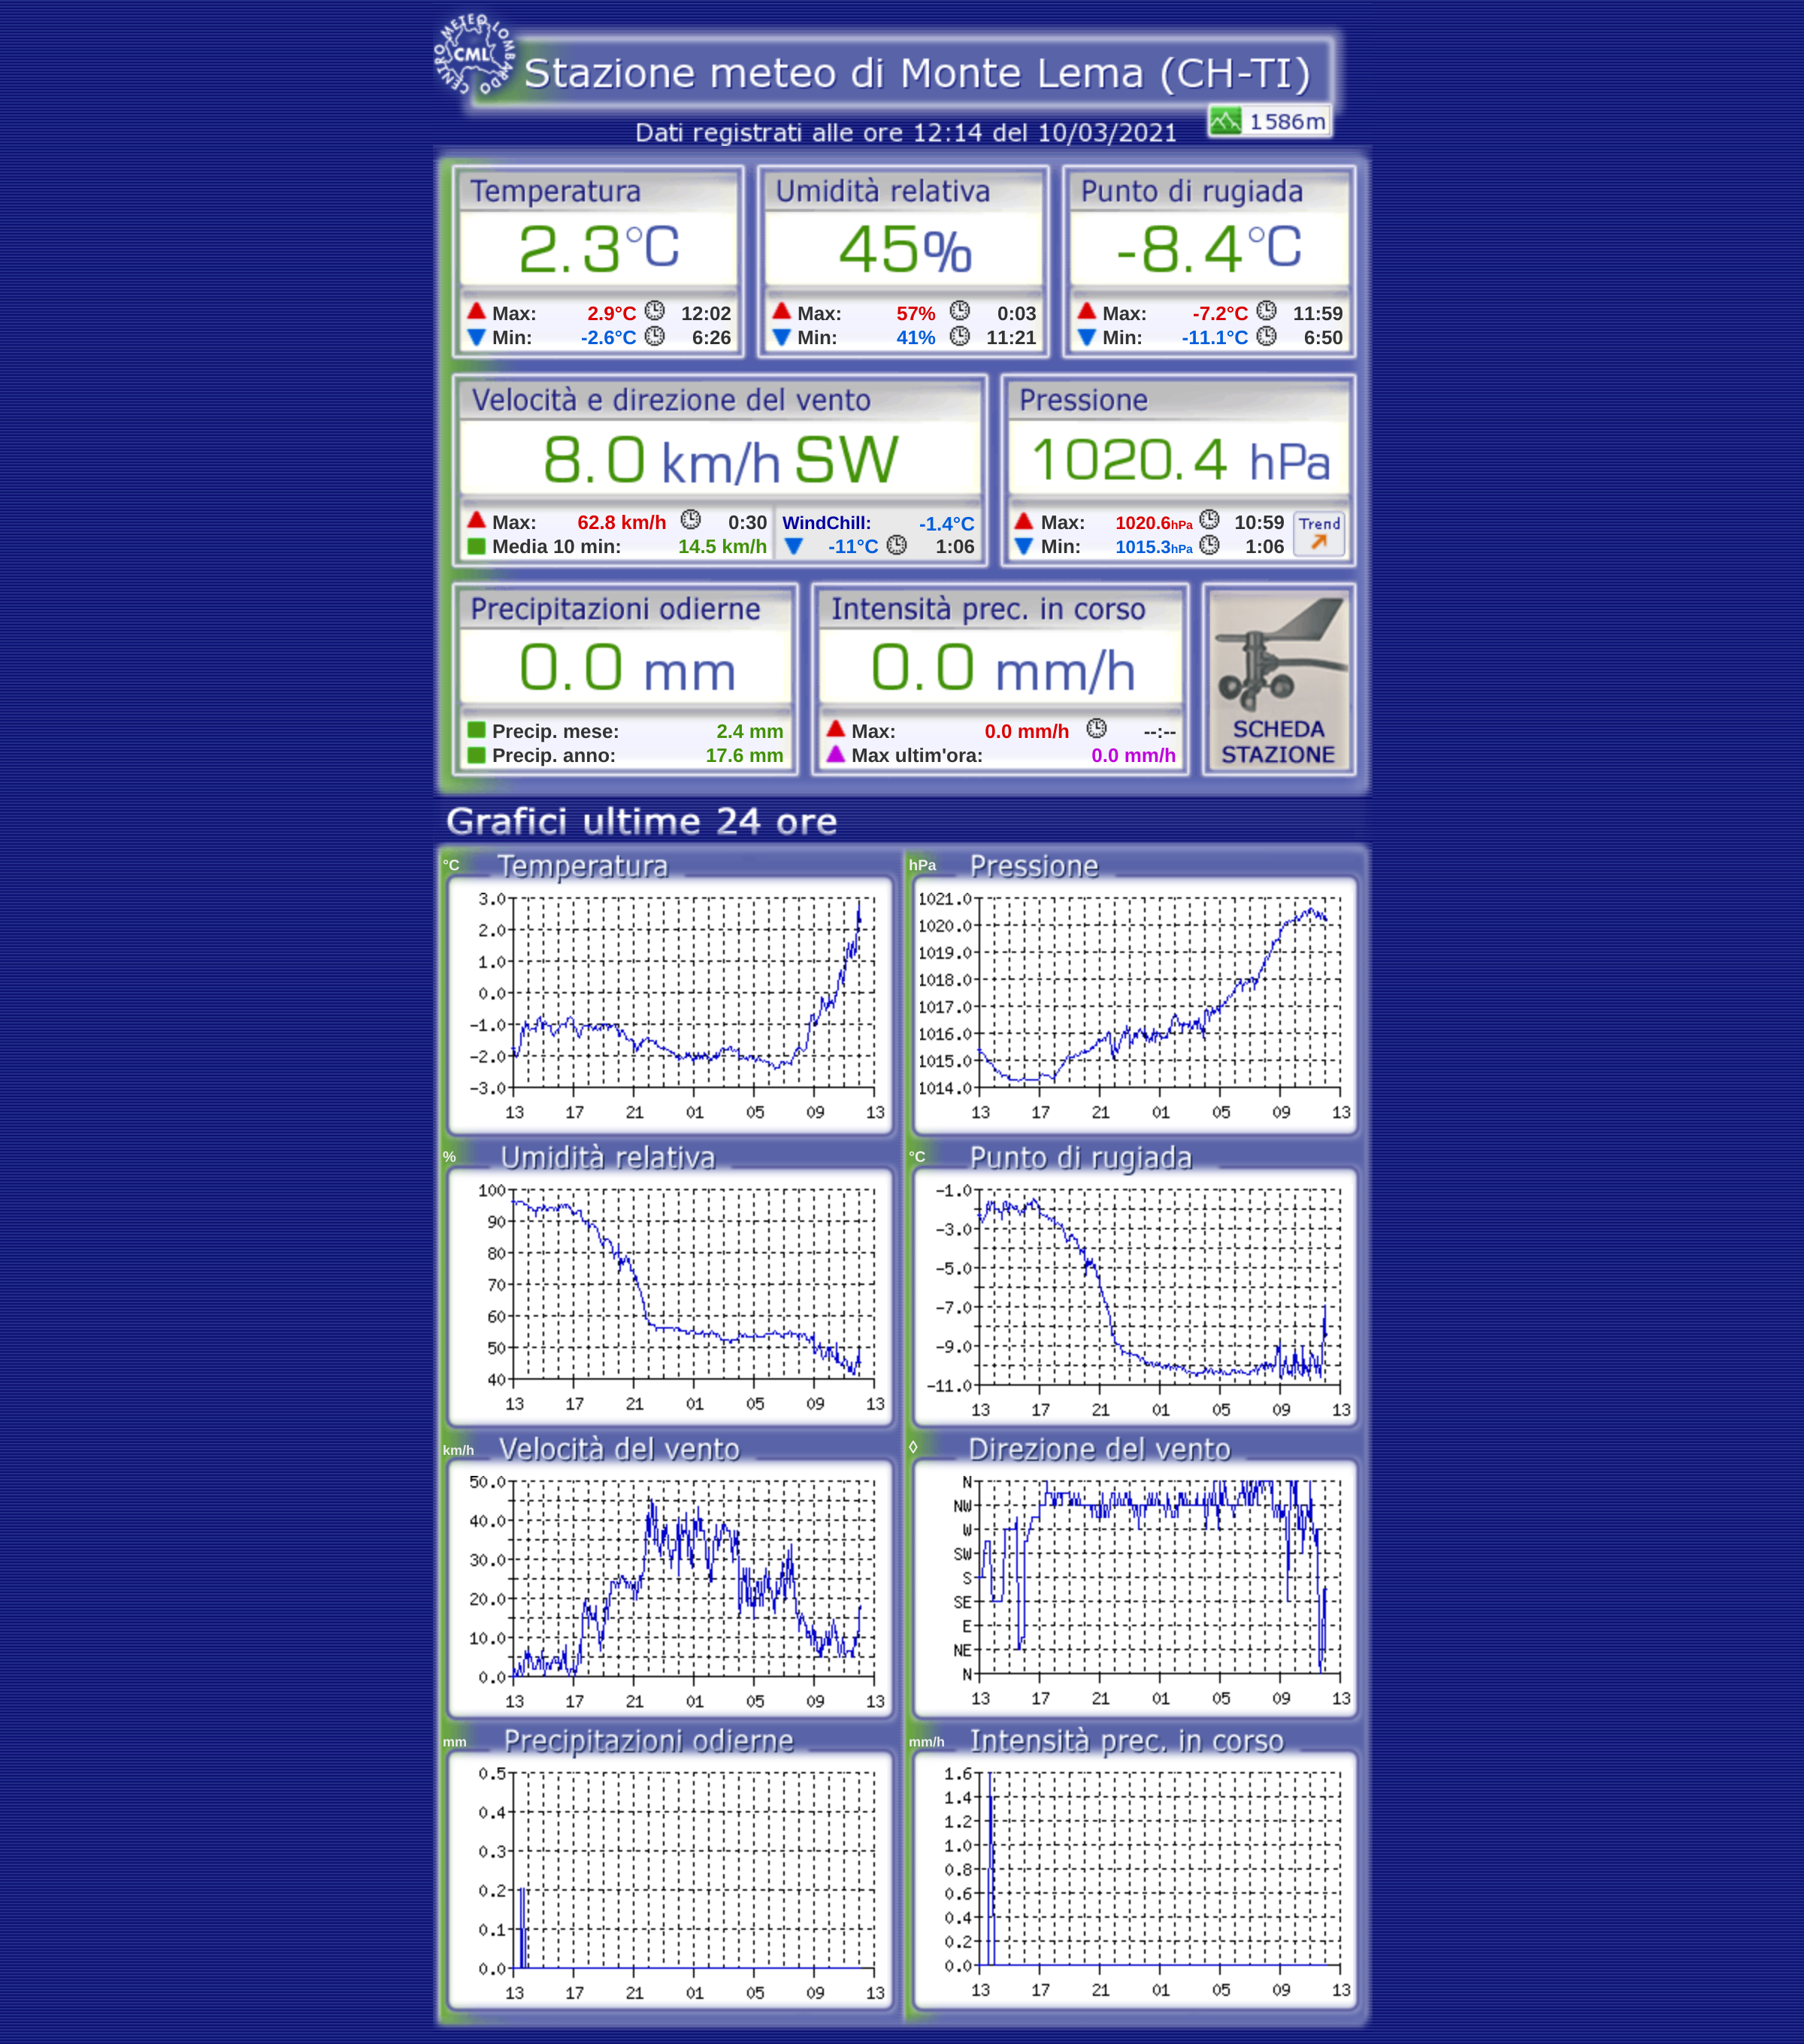 CENTRO METEO LOMBARDO
CML
Stazione meteo di Monte Lema (CH-TI)
1586m
Dati registrati alle ore 12:14 del 10/03/2021
Temperatura Umidità relativa Punto di rugiada
2.3°C 45% -8.4°C
Max: 2.9°C 12:02 Max: 57% 0:03 Max: -7.2°C 11:59
Min: -2.6°C 6:26 Min: 41% 11:21 Min: -11.1°C 6:50
Velocità e direzione del vento Pressione
8.0 km/h SW 1020.4 hPa
Max: 62.8 km/h 0:30 WindChill: -1.4°C Max: 1020.6hPa 10:59 Trend
Media 10 min: 14.5 km/h -11°C 1:06 Min: 1015.3hPa 1:06
Precipitazioni odierne Intensità prec. in corso
0.0 mm 0.0 mm/h
Precip. mese: 2.4 mm Max: 0.0 mm/h --:-- SCHEDA
Precip. anno: 17.6 mm Max ultim'ora: 0.0 mm/h STAZIONE
Grafici ultime 24 ore
°C Temperatura
3.0
2.0
1.0
0.0
-1.0
-2.0
-3.0
13 17 21 01 05 09 13
hPa Pressione
1021.0
1020.0
1019.0
1018.0
1017.0
1016.0
1015.0
1014.0
13 17 21 01 05 09 13
% Umidità relativa
100
90
80
70
60
50
40
13 17 21 01 05 09 13
°C Punto di rugiada
-1.0
-3.0
-5.0
-7.0
-9.0
-11.0
13 17 21 01 05 09 13
km/h Velocità del vento
50.0
40.0
30.0
20.0
10.0
0.0
13 17 21 01 05 09 13
◊ Direzione del vento
N
NW
W
SW
S
SE
E
NE
N
13 17 21 01 05 09 13
mm Precipitazioni odierne
0.5
0.4
0.3
0.2
0.1
0.0
13 17 21 01 05 09 13
mm/h Intensità prec. in corso
1.6
1.4
1.2
1.0
0.8
0.6
0.4
0.2
0.0
13 17 21 01 05 09 13